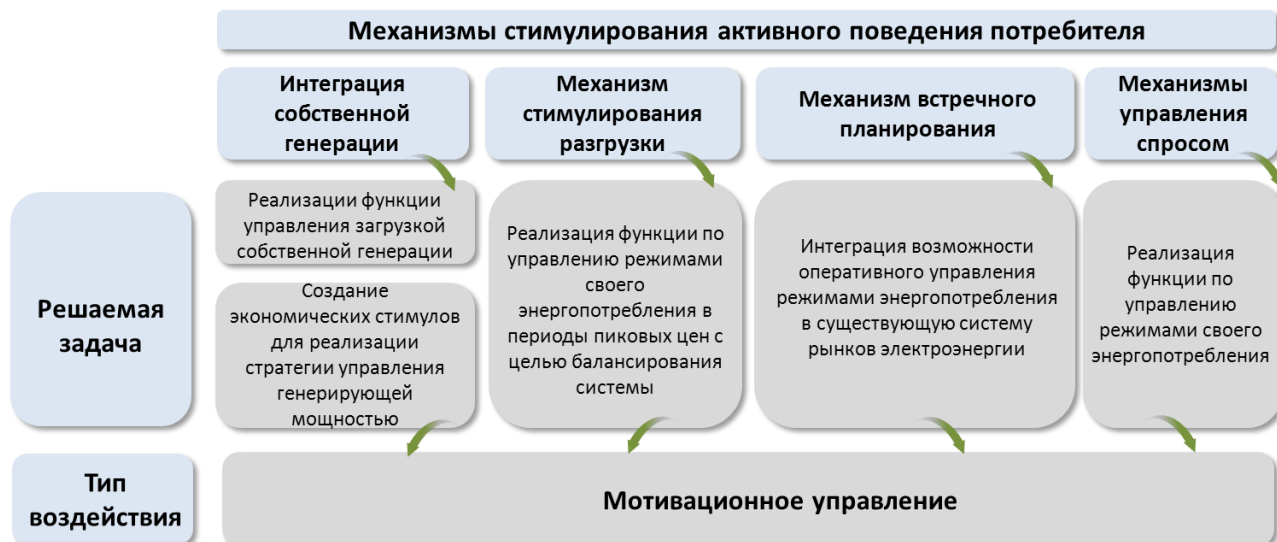 Механизмы стимулирования активного поведения потребителя
Интеграция
собственной
генерации
Механизм
стимулирования
разгрузки
Механизм встречного
планирования
Механизмы
управления
спросом
Решаемая
задача
Реализации функции
управления загрузкой
собственной генерации
Создание
экономических стимулов
для реализации
стратегии управления
генерирующей
мощностью
Реализация функции по
управлению режимами
своего
энергопотребления в
периоды пиковых цен с
целью балансирования
системы
Интеграция возможности
оперативного управления
режимами энергопотребления
в существующую систему
рынков электроэнергии
Реализация
функции по
управлению
режимами своего
энергопотребления
Тип
воздействия
Мотивационное управление